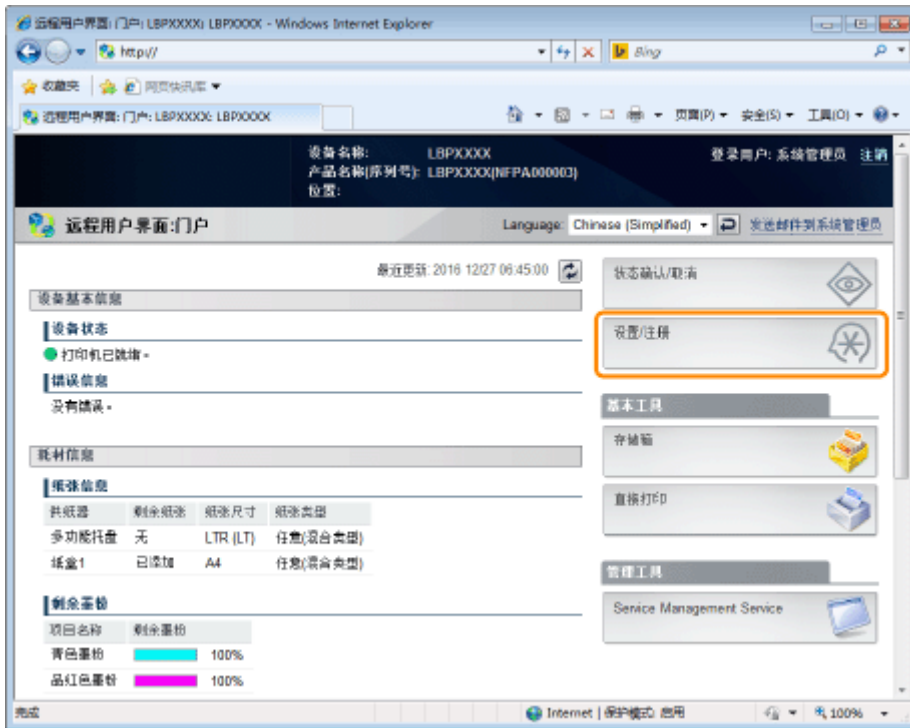 远程用户界面: 门户: LBPXXXX: LBPXXXX - Windows Internet Explorer
http://
Bing
收藏夹 网页快讯库
远程用户界面: 门户: LBPXXXX: LBPXXXX
页面(P) 安全(S) 工具(O)
设备名称: LBPXXXX
产品名称(序列号): LBPXXXX(NFPA000003)
位置:
登录用户: 系统管理员 注销
远程用户界面:门户
Language: Chinese (Simplified) 发送邮件到系统管理员
最近更新: 2016 12/27 06:45:00
设备基本信息
设备状态
打印机已就绪。
错误信息
没有错误。
耗材信息
纸张信息
供纸器 剩余纸张 纸张尺寸 纸张类型
多功能托盘 无 LTR (LT) 任意(混合类型)
纸盒1 已添加 A4 任意(混合类型)
剩余墨粉
项目名称 剩余墨粉
青色墨粉 100%
品红色墨粉 100%
状态确认/取消
设置/注册
基本工具
存储箱
直接打印
管理工具
Service Management Service
完成
Internet | 保护模式: 启用
100%